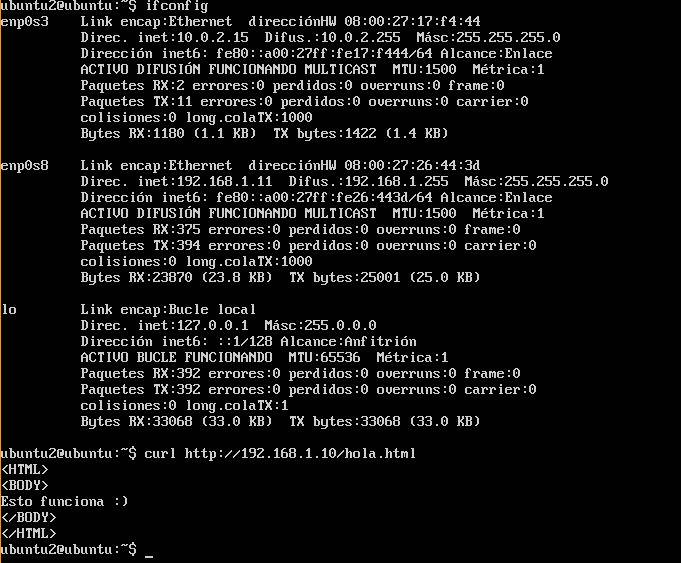 ubuntu2@ubuntu:~$ ifconfig
enp0s3    Link encap:Ethernet  direcciónHW 08:00:27:17:f4:44
          Direc. inet:10.0.2.15  Difus.:10.0.2.255  Másc:255.255.255.0
          Dirección inet6: fe80::a00:27ff:fe17:f444/64 Alcance:Enlace
          ACTIVO DIFUSIÓN FUNCIONANDO MULTICAST  MTU:1500  Métrica:1
          Paquetes RX:2 errores:0 perdidos:0 overruns:0 frame:0
          Paquetes TX:11 errores:0 perdidos:0 overruns:0 carrier:0
          colisiones:0 long.colaTX:1000
          Bytes RX:1180 (1.1 KB)  TX bytes:1422 (1.4 KB)
enp0s8    Link encap:Ethernet  direcciónHW 08:00:27:26:44:3d
          Direc. inet:192.168.1.11  Difus.:192.168.1.255  Másc:255.255.255.0
          Dirección inet6: fe80::a00:27ff:fe26:443d/64 Alcance:Enlace
          ACTIVO DIFUSIÓN FUNCIONANDO MULTICAST  MTU:1500  Métrica:1
          Paquetes RX:375 errores:0 perdidos:0 overruns:0 frame:0
          Paquetes TX:394 errores:0 perdidos:0 overruns:0 carrier:0
          colisiones:0 long.colaTX:1000
          Bytes RX:23870 (23.8 KB)  TX bytes:25001 (25.0 KB)
lo        Link encap:Bucle local
          Direc. inet:127.0.0.1  Másc:255.0.0.0
          Dirección inet6: ::1/128 Alcance:Anfitrión
          ACTIVO BUCLE FUNCIONANDO  MTU:65536  Métrica:1
          Paquetes RX:392 errores:0 perdidos:0 overruns:0 frame:0
          Paquetes TX:392 errores:0 perdidos:0 overruns:0 carrier:0
          colisiones:0 long.colaTX:1
          Bytes RX:33068 (33.0 KB)  TX bytes:33068 (33.0 KB)
ubuntu2@ubuntu:~$ curl http://192.168.1.10/hola.html
<HTML>
<BODY>
Esto funciona :)
</BODY>
</HTML>
ubuntu2@ubuntu:~$ _